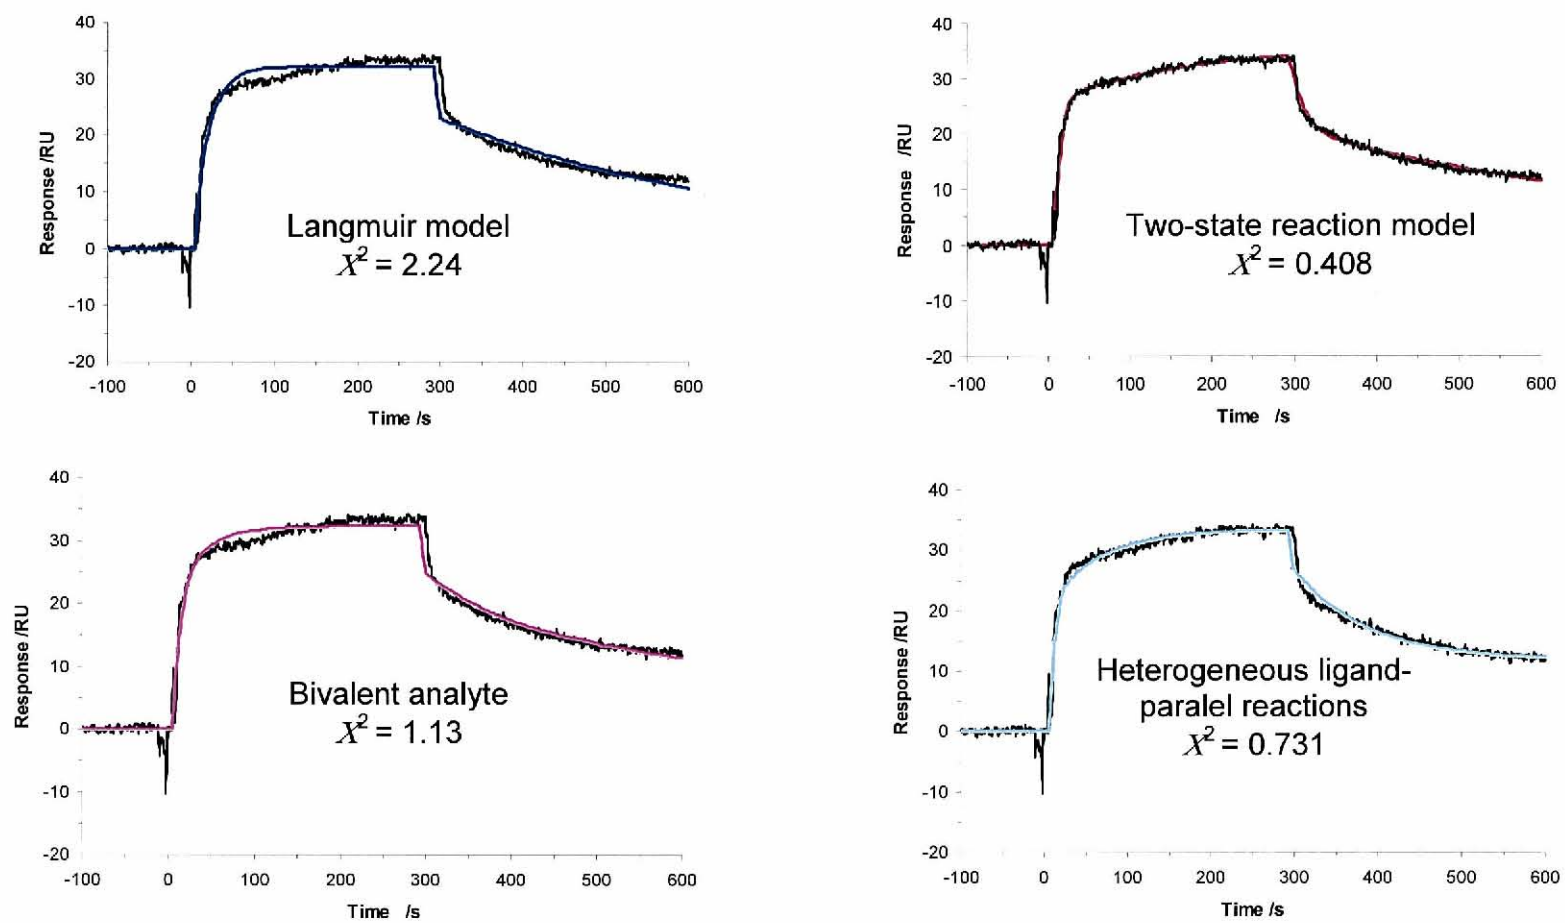 40
30
20
10
0
-10
-20
Response /RU
Langmuir model
X² = 2.24
-100 0 100 200 300 400 500 600
Time /s
40
30
20
10
0
-10
-20
Response /RU
Two-state reaction model
X² = 0.408
-100 0 100 200 300 400 500 600
Time /s
40
30
20
10
0
-10
-20
Response /RU
Bivalent analyte
X² = 1.13
-100 0 100 200 300 400 500 600
Time /s
40
30
20
10
0
-10
-20
Response /RU
Heterogeneous ligand-
paralel reactions
X² = 0.731
-100 0 100 200 300 400 500 600
Time /s